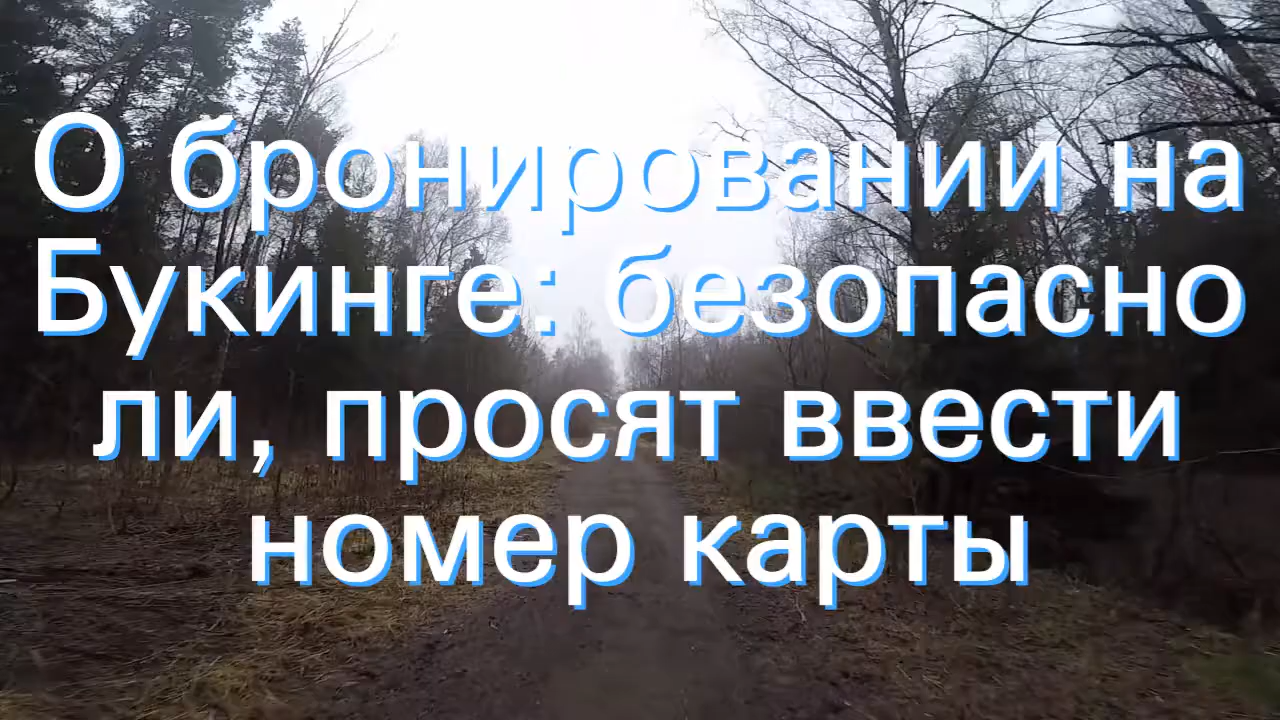 О бронировании на
Букинге: безопасно
ли, просят ввести
номер карты